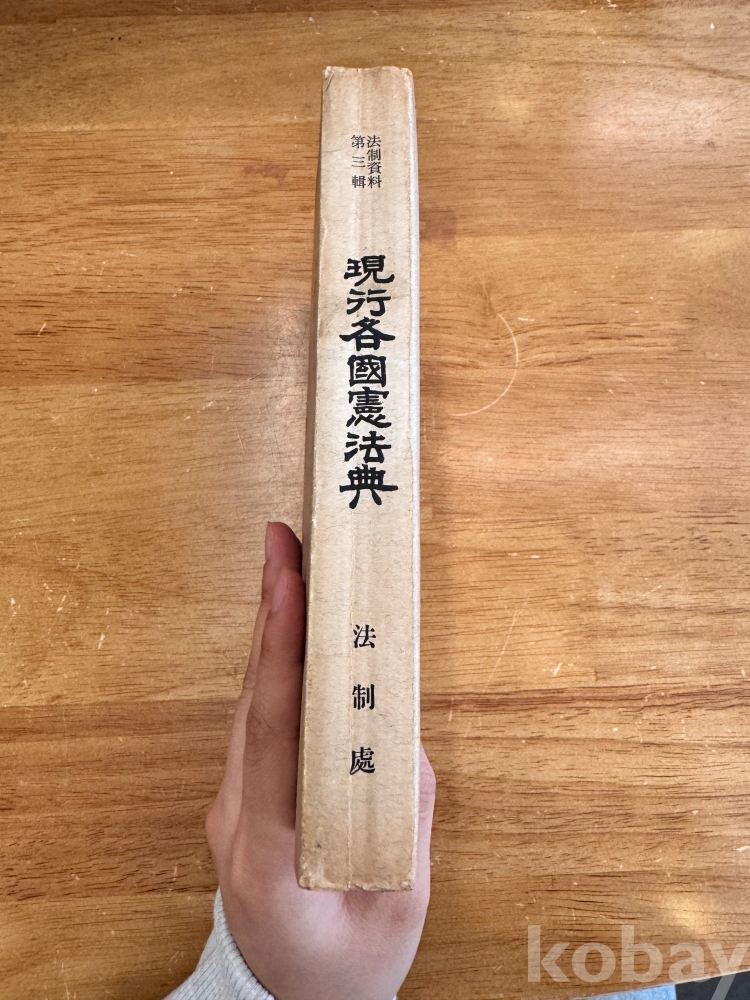 法制資料
第三輯
現行各國憲法典
法制處
kobay